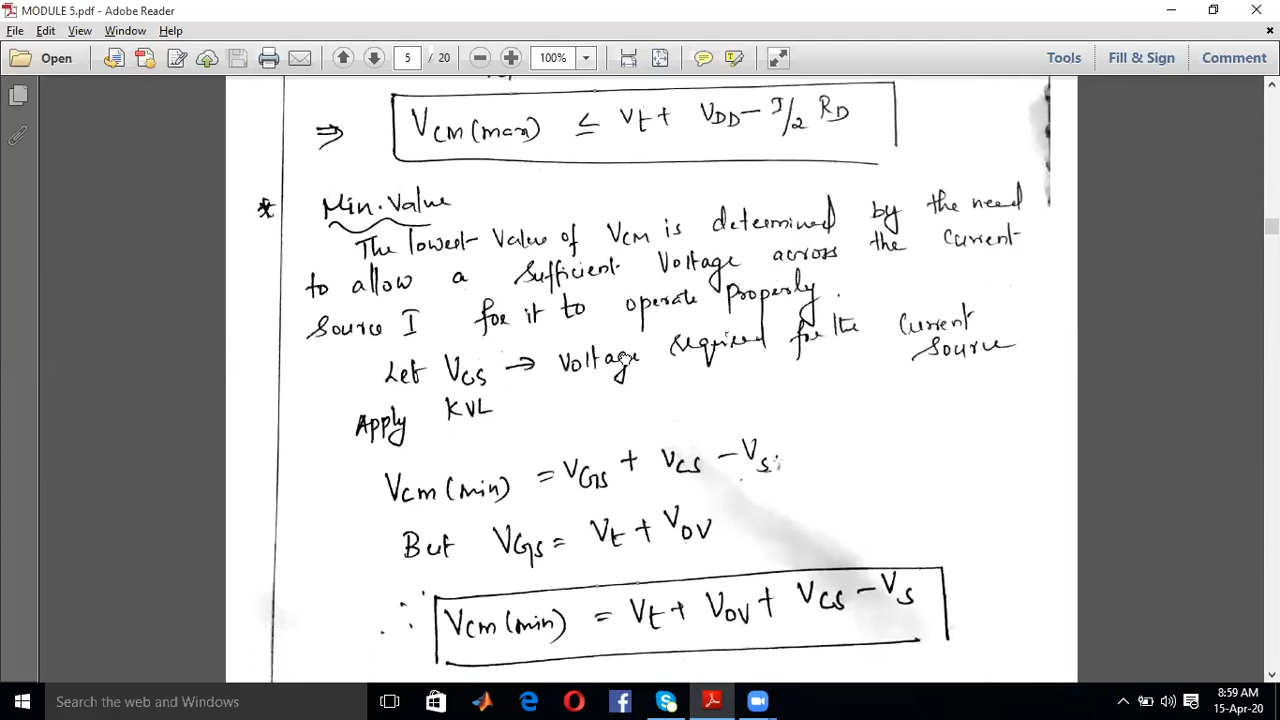 MODULE 5.pdf - Adobe Reader
File Edit View Window Help
Open 5 / 20 100% Tools Fill & Sign Comment
⇒ VCM(max) ≤ Vt + VDD - I/2 RD
* Min. Value
The lowest Value of VCM is determined by the need
to allow a sufficient Voltage across the current
source I for it to operate properly.
Let VCS → Voltage required for the current
source
Apply KVL
VCM(min) = VGS + VCS - VS
But VGS = Vt + VOV
∴ VCM(min) = Vt + VOV + VCS - VS
Search the web and Windows
8:59 AM
15-Apr-20